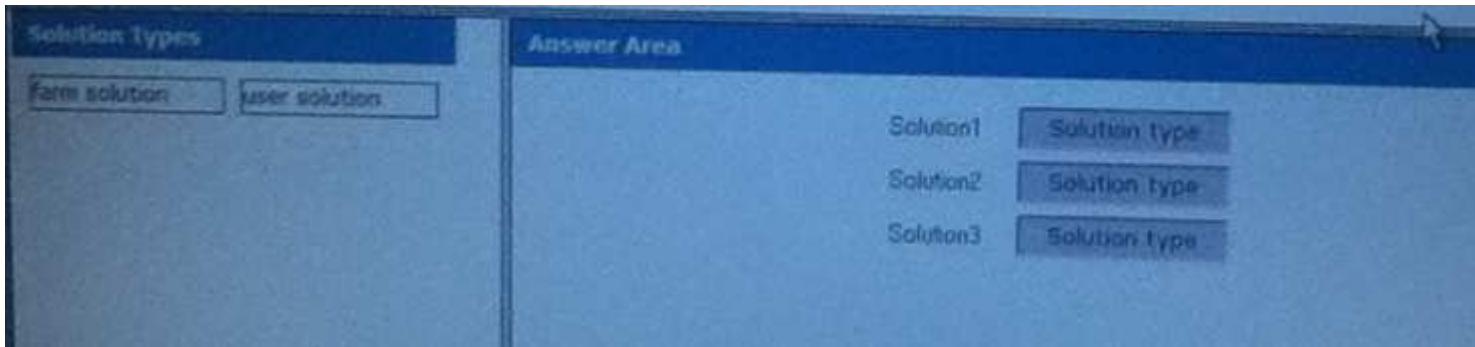 Solution Types
Answer Area
farm solution
user solution
Solution1 Solution type
Solution2 Solution type
Solution3 Solution type